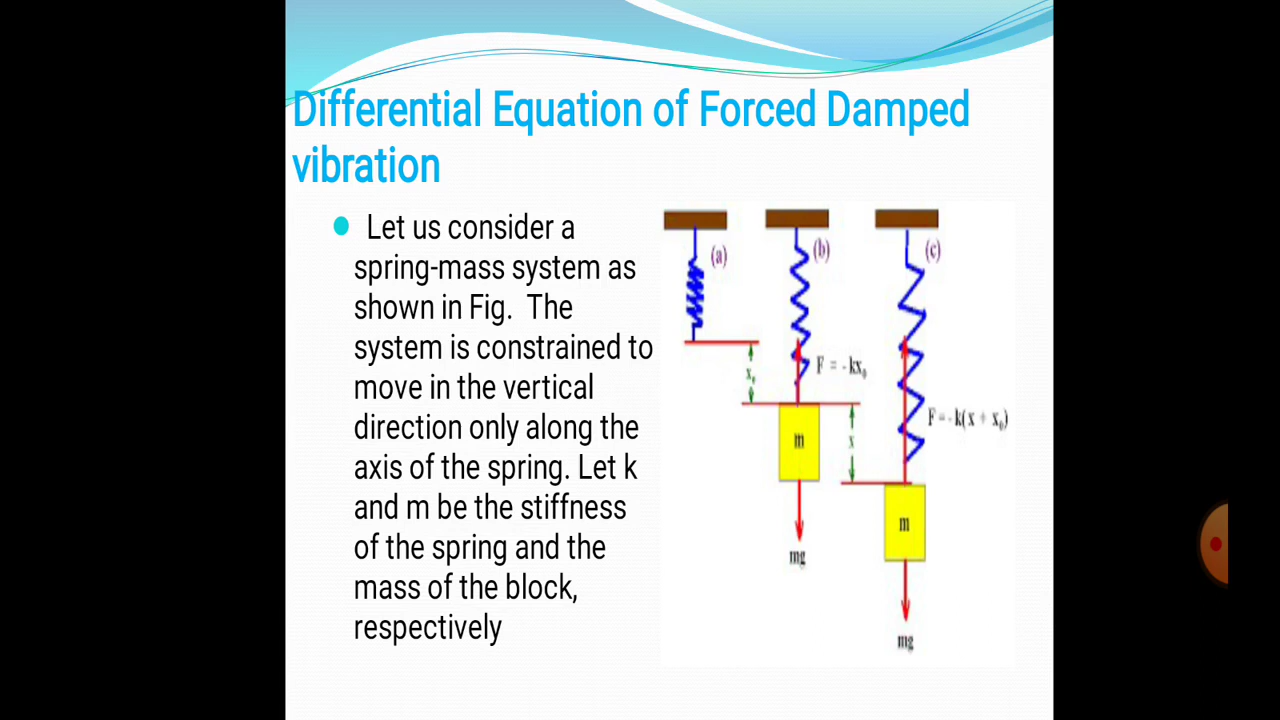 Differential Equation of Forced Damped
vibration
Let us consider a
spring-mass system as
shown in Fig.  The
system is constrained to
move in the vertical
direction only along the
axis of the spring. Let k
and m be the stiffness
of the spring and the
mass of the block,
respectively
(a)
(b)
(c)
x₀
F = - kx₀
m
x
F = - k( x + x₀)
m
mg
mg